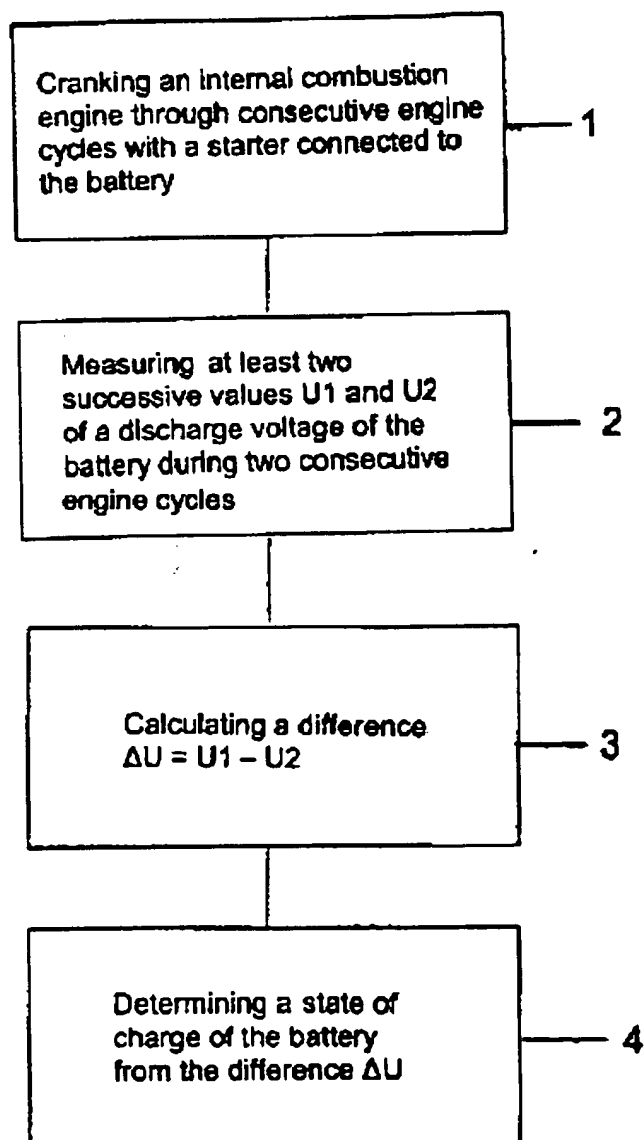 Cranking an internal combustion
engine through consecutive engine
cycles with a starter connected to
the battery
1
Measuring at least two
successive values U1 and U2
of a discharge voltage of the
battery during two consecutive
engine cycles
2
Calculating a difference
ΔU = U1 – U2
3
Determining a state of
charge of the battery
from the difference ΔU
4